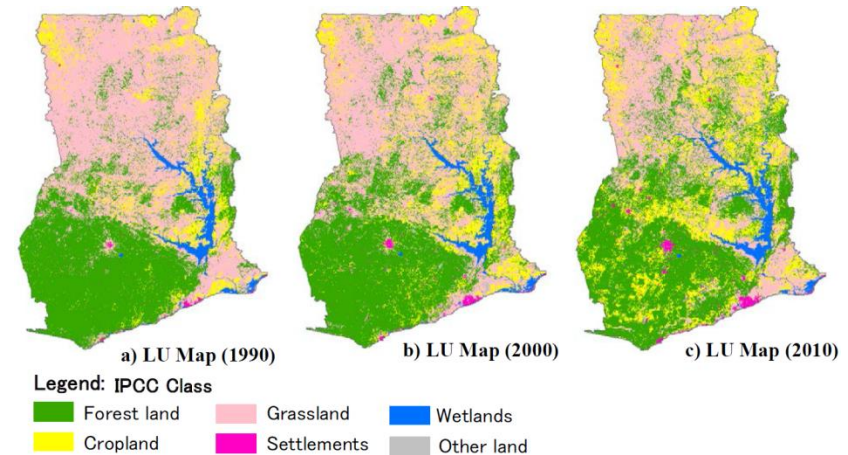 a) LU Map (1990)
b) LU Map (2000)
c) LU Map (2010)
Legend: IPCC Class
Forest land
Grassland
Wetlands
Cropland
Settlements
Other land